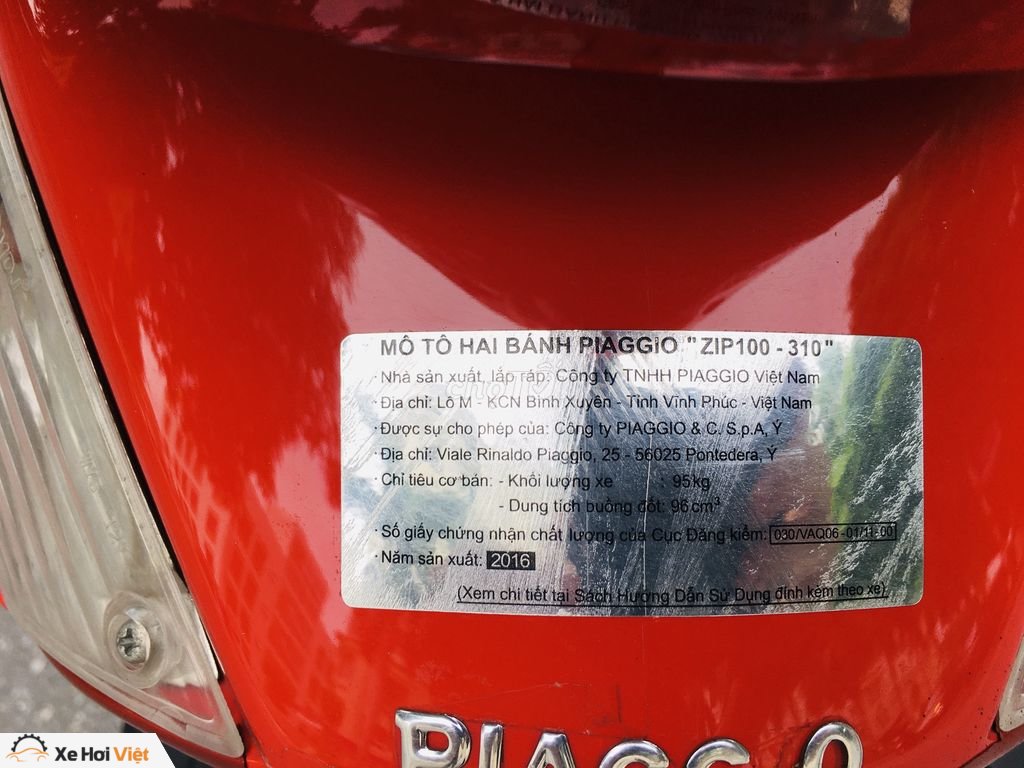 MÔ TÔ HAI BÁNH PIAGGIO "ZIP100 - 310"
· Nhà sản xuất, lắp ráp: Công ty TNHH PIAGGIO Việt Nam
· Địa chỉ: Lô M - KCN Bình Xuyên - Tỉnh Vĩnh Phúc - Việt Nam
· Được sự cho phép của: Công ty PIAGGIO & C. S.p.A, Ý
· Địa chỉ: Viale Rinaldo Piaggio, 25 - 56025 Pontedera, Ý
· Chỉ tiêu cơ bản: - Khối lượng xe : 95kg
- Dung tích buồng đốt: 96 cm³
· Số giấy chứng nhận chất lượng của Cục Đăng kiểm: 030/VAQ06 -01/11-00
· Năm sản xuất: 2016
(Xem chi tiết tại Sách Hướng Dẫn Sử Dụng đính kèm theo xe)
PIAGGIO
Xe Hơi Việt